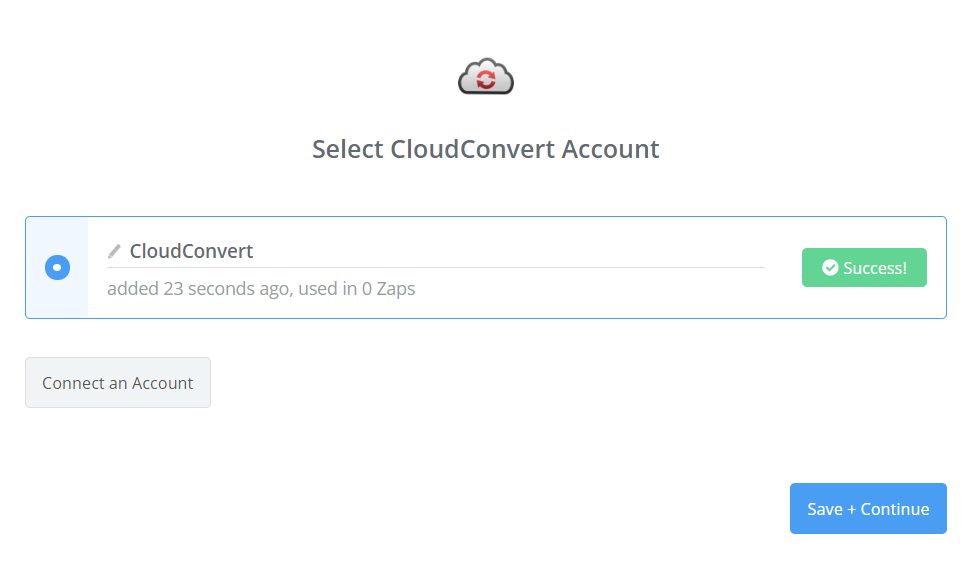 Select CloudConvert Account
CloudConvert
added 23 seconds ago, used in 0 Zaps
Success!
Connect an Account
Save + Continue